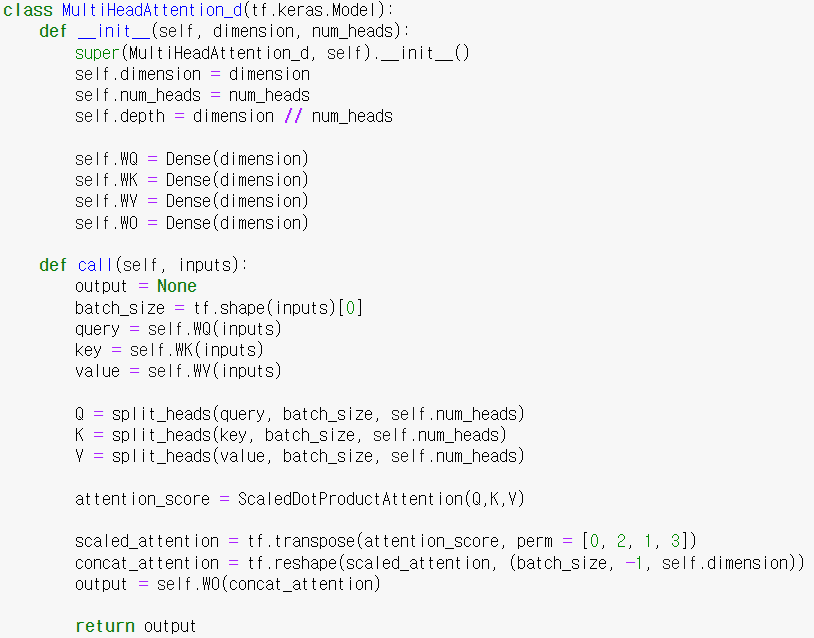 class MultiHeadAttention_d(tf.keras.Model):
    def __init__(self, dimension, num_heads):
        super(MultiHeadAttention_d, self).__init__()
        self.dimension = dimension
        self.num_heads = num_heads
        self.depth = dimension // num_heads

        self.WQ = Dense(dimension)
        self.WK = Dense(dimension)
        self.WV = Dense(dimension)
        self.WO = Dense(dimension)

    def call(self, inputs):
        output = None
        batch_size = tf.shape(inputs)[0]
        query = self.WQ(inputs)
        key = self.WK(inputs)
        value = self.WV(inputs)

        Q = split_heads(query, batch_size, self.num_heads)
        K = split_heads(key, batch_size, self.num_heads)
        V = split_heads(value, batch_size, self.num_heads)

        attention_score = ScaledDotProductAttention(Q,K,V)

        scaled_attention = tf.transpose(attention_score, perm = [0, 2, 1, 3])
        concat_attention = tf.reshape(scaled_attention, (batch_size, -1, self.dimension))
        output = self.WO(concat_attention)

        return output